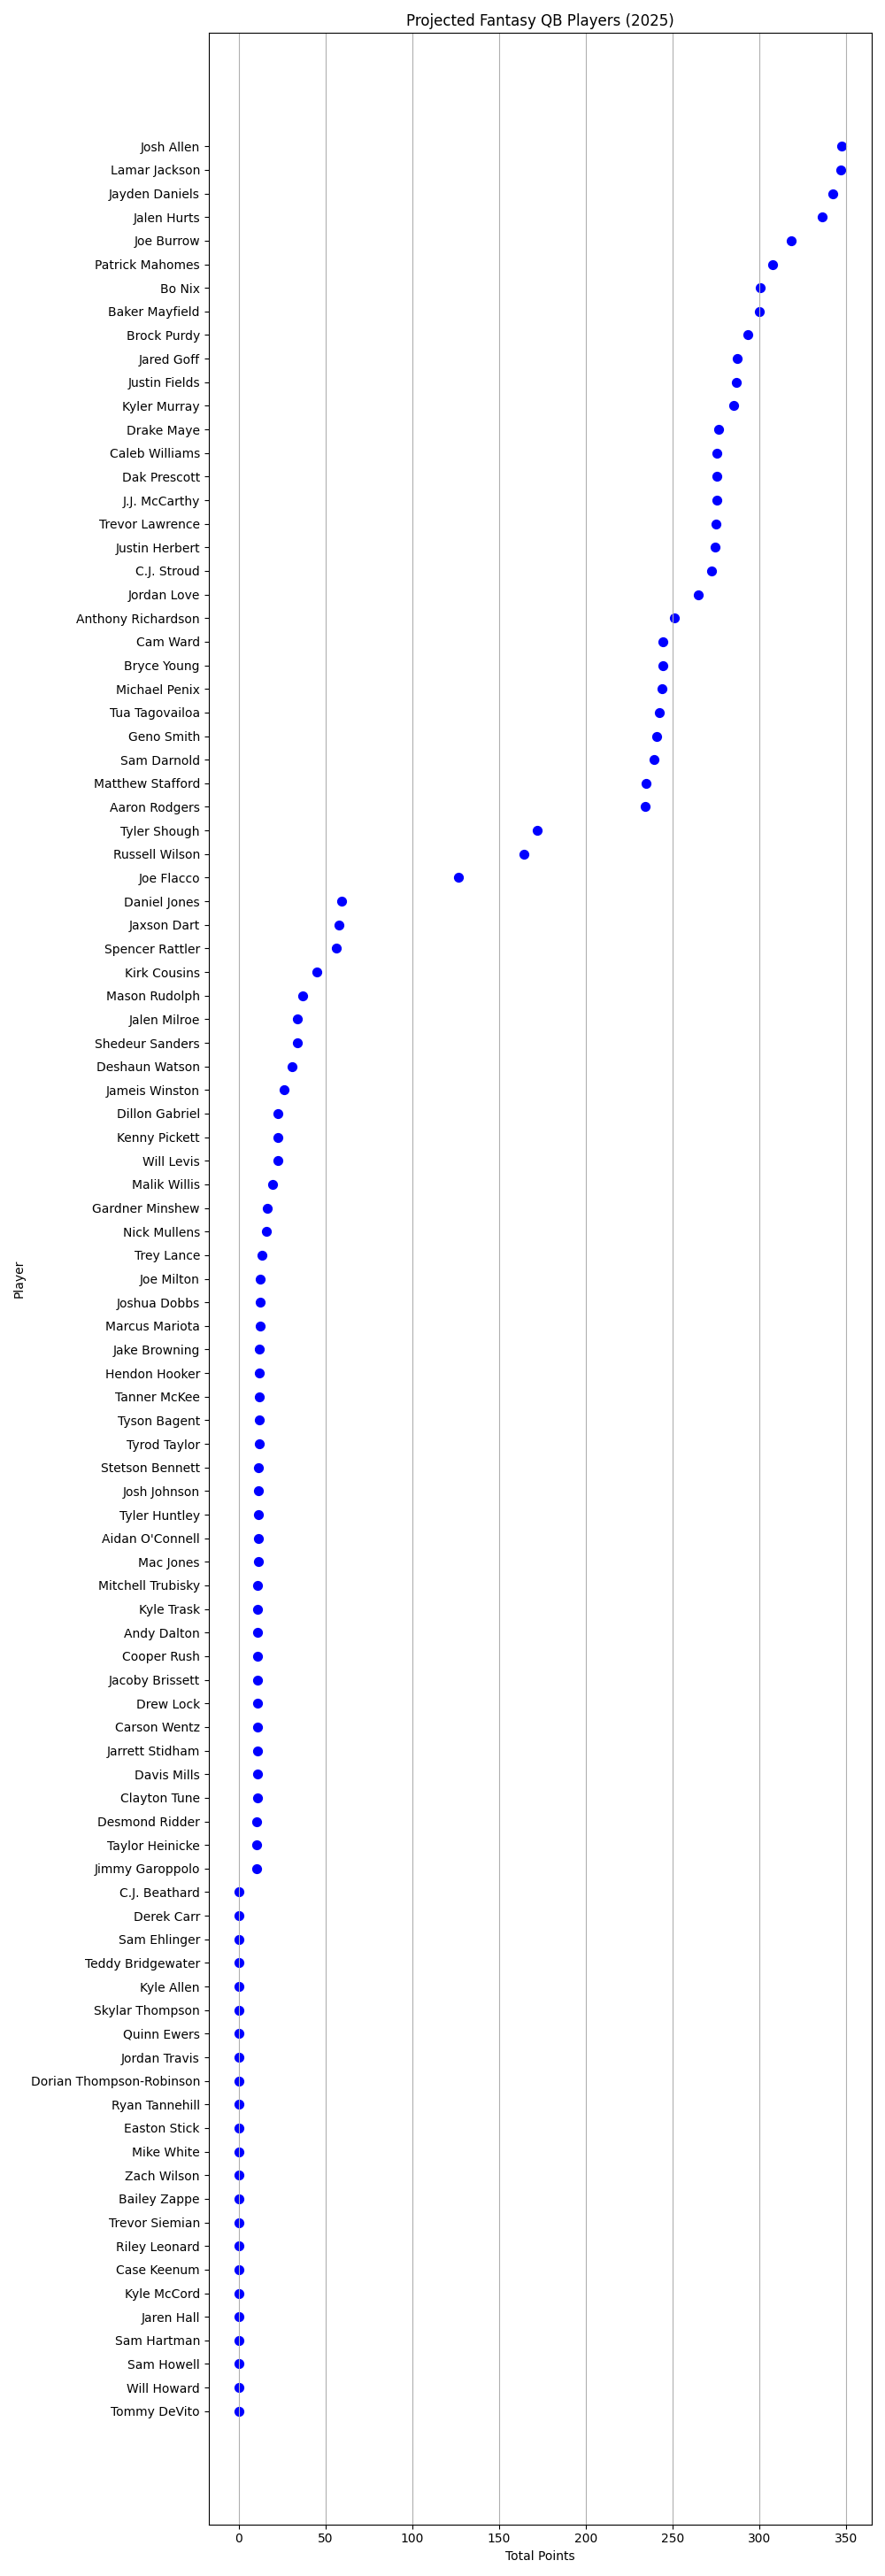 Projected Fantasy QB Players (2025)
Josh Allen
Lamar Jackson
Jayden Daniels
Jalen Hurts
Joe Burrow
Patrick Mahomes
Bo Nix
Baker Mayfield
Brock Purdy
Jared Goff
Justin Fields
Kyler Murray
Drake Maye
Caleb Williams
Dak Prescott
J.J. McCarthy
Trevor Lawrence
Justin Herbert
C.J. Stroud
Jordan Love
Anthony Richardson
Cam Ward
Bryce Young
Michael Penix
Tua Tagovailoa
Geno Smith
Sam Darnold
Matthew Stafford
Aaron Rodgers
Tyler Shough
Russell Wilson
Joe Flacco
Daniel Jones
Jaxson Dart
Spencer Rattler
Kirk Cousins
Mason Rudolph
Jalen Milroe
Shedeur Sanders
Deshaun Watson
Jameis Winston
Dillon Gabriel
Kenny Pickett
Will Levis
Malik Willis
Gardner Minshew
Nick Mullens
Trey Lance
Player
Joe Milton
Joshua Dobbs
Marcus Mariota
Jake Browning
Hendon Hooker
Tanner McKee
Tyson Bagent
Tyrod Taylor
Stetson Bennett
Josh Johnson
Tyler Huntley
Aidan O'Connell
Mac Jones
Mitchell Trubisky
Kyle Trask
Andy Dalton
Cooper Rush
Jacoby Brissett
Drew Lock
Carson Wentz
Jarrett Stidham
Davis Mills
Clayton Tune
Desmond Ridder
Taylor Heinicke
Jimmy Garoppolo
C.J. Beathard
Derek Carr
Sam Ehlinger
Teddy Bridgewater
Kyle Allen
Skylar Thompson
Quinn Ewers
Jordan Travis
Dorian Thompson-Robinson
Ryan Tannehill
Easton Stick
Mike White
Zach Wilson
Bailey Zappe
Trevor Siemian
Riley Leonard
Case Keenum
Kyle McCord
Jaren Hall
Sam Hartman
Sam Howell
Will Howard
Tommy DeVito
0 50 100 150 200 250 300 350
Total Points